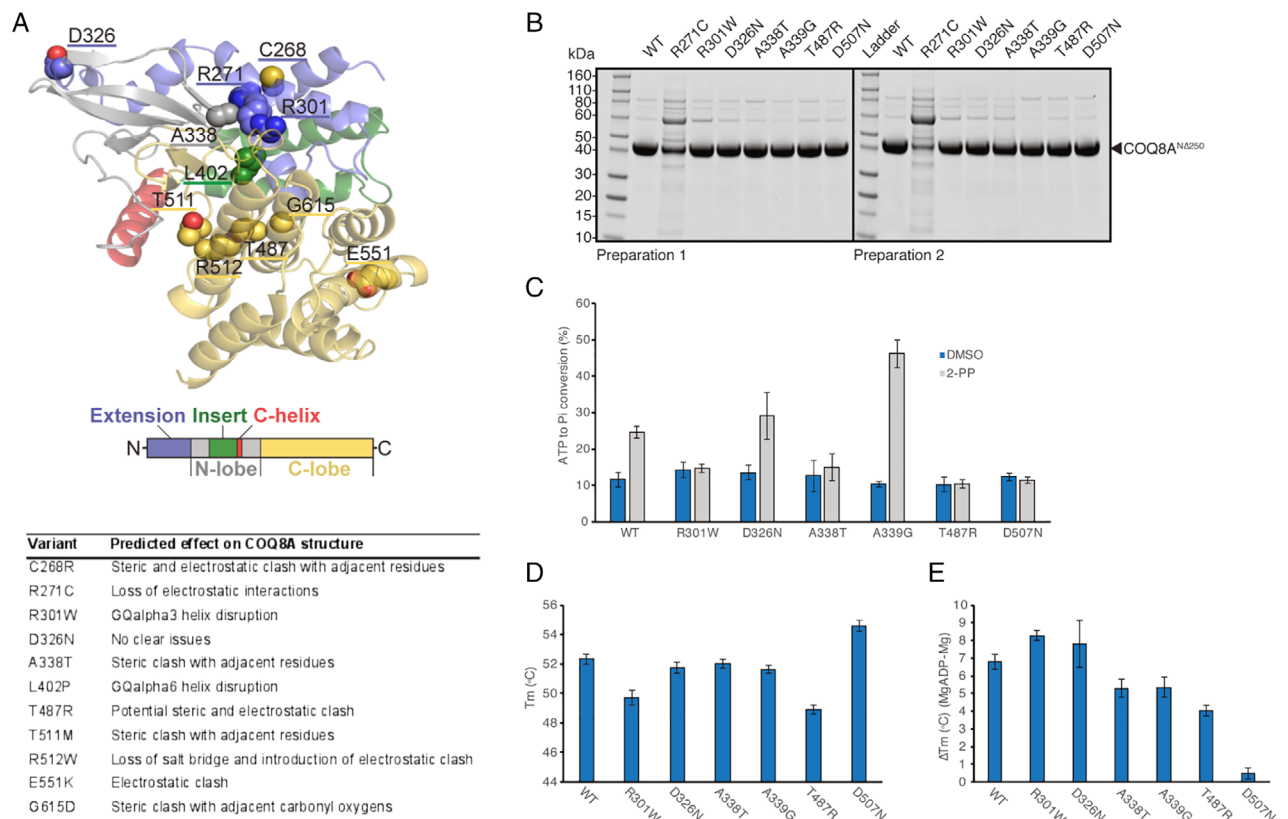 A
D326
C268
R271
R301
A338
L402
T511
G615
T487
R512
E551
Extension Insert C-helix
N
C
N-lobe
C-lobe
Variant Predicted effect on COQ8A structure
C268R Steric and electrostatic clash with adjacent residues
R271C Loss of electrostatic interactions
R301W GQalpha3 helix disruption
D326N No clear issues
A338T Steric clash with adjacent residues
L402P GQalpha6 helix disruption
T487R Potential steric and electrostatic clash
T511M Steric clash with adjacent residues
R512W Loss of salt bridge and introduction of electrostatic clash
E551K Electrostatic clash
G615D Steric clash with adjacent carbonyl oxygens
B
kDa
WT R271C R301W D326N A338T A339G T487R D507N Ladder WT R271C R301W D326N A338T A339G T487R D507N
160
110
80
60
50
40
30
20
15
10
COQ8A^NΔ250
Preparation 1
Preparation 2
C
ATP to Pi conversion (%)
60
50
40
30
20
10
0
DMSO
2-PP
WT R301W D326N A338T A339G T487R D507N
D
Tm (ºC)
56
54
52
50
48
46
44
WT R301W D326N A338T A339G T487R D507N
E
ΔTm (ºC) (MgADP-Mg)
10
9
8
7
6
5
4
3
2
1
0
WT R301W D326N A338T A339G T487R D507N